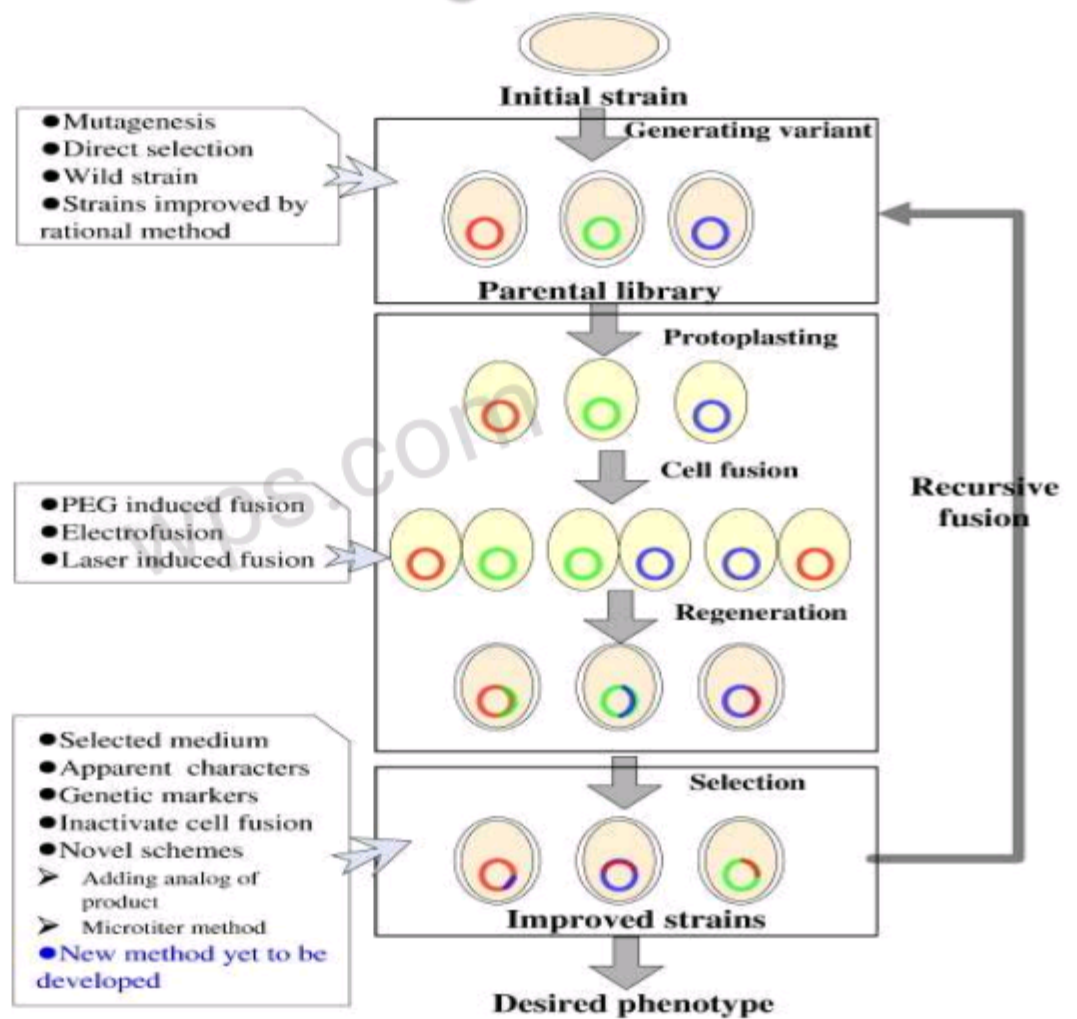 Initial strain
Generating variant
●Mutagenesis
●Direct selection
●Wild strain
●Strains improved by
rational method
Parental library
Protoplasting
Cell fusion
●PEG induced fusion
●Electrofusion
●Laser induced fusion
Recursive
fusion
Regeneration
●Selected medium
●Apparent characters
●Genetic markers
●Inactivate cell fusion
●Novel schemes
➢ Adding analog of
product
➢ Microtiter method
●New method yet to be
developed
Selection
Improved strains
Desired phenotype
wps.com